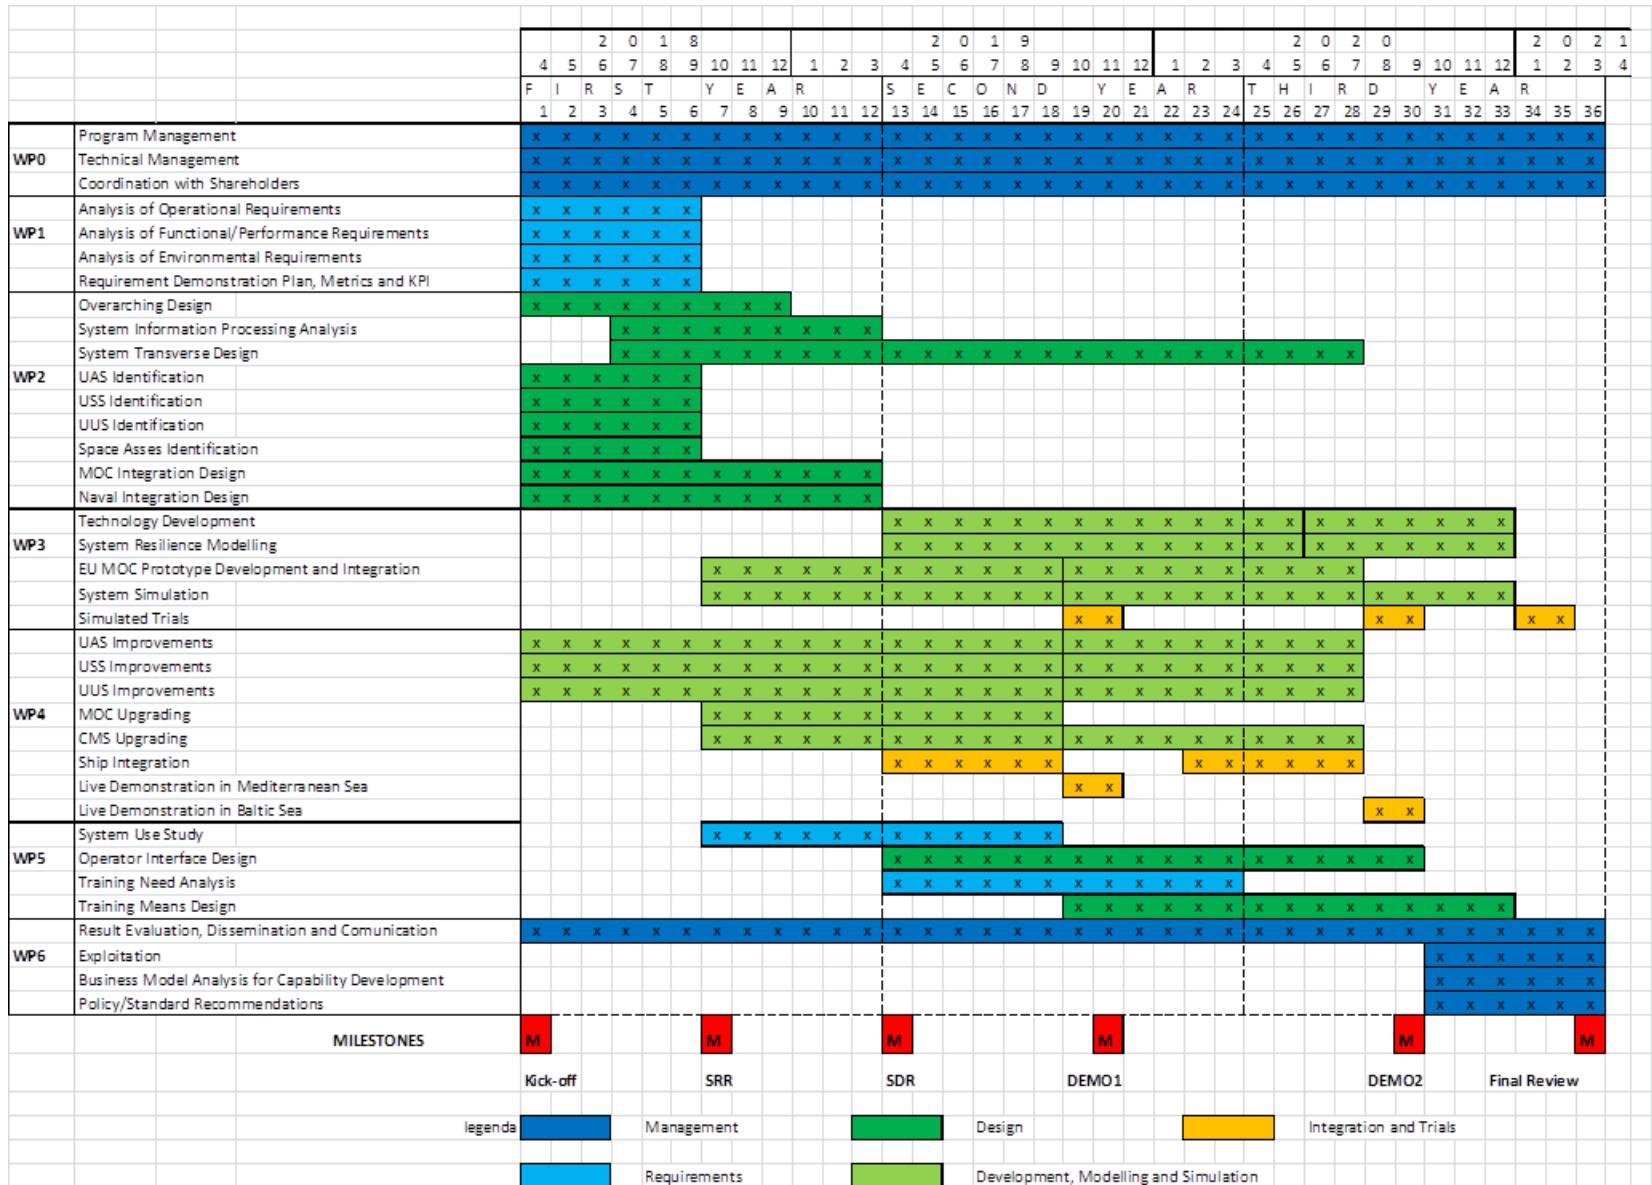 2 0 1 8 2 0 1 9 2 0 2 0 2 0 2 1
4 5 6 7 8 9 10 11 12 1 2 3 4 5 6 7 8 9 10 11 12 1 2 3 4 5 6 7 8 9 10 11 12 1 2 3 4
F I R S T Y E A R S E C O N D Y E A R T H I R D Y E A R
1 2 3 4 5 6 7 8 9 10 11 12 13 14 15 16 17 18 19 20 21 22 23 24 25 26 27 28 29 30 31 32 33 34 35 36
Program Management x x x x x x x x x x x x x x x x x x x x x x x x x x x x x x x x x x x x
WP0 Technical Management x x x x x x x x x x x x x x x x x x x x x x x x x x x x x x x x x x x x
Coordination with Shareholders x x x x x x x x x x x x x x x x x x x x x x x x x x x x x x x x x x x x
Analysis of Operational Requirements x x x x x x
WP1 Analysis of Functional/Performance Requirements x x x x x x
Analysis of Environmental Requirements x x x x x x
Requirement Demonstration Plan, Metrics and KPI x x x x x x
Overarching Design x x x x x x x x x
System Information Processing Analysis x x x x x x x x x
System Transverse Design x x x x x x x x x x x x x x x x x x x x x x x x x
WP2 UAS Identification x x x x x x
USS Identification x x x x x x
UUS Identification x x x x x x
Space Asses Identification x x x x x x
MOC Integration Design x x x x x x x x x x x x
Naval Integration Design x x x x x x x x x x x x
Technology Development x x x x x x x x x x x x x x x x x x x x x
WP3 System Resilience Modelling x x x x x x x x x x x x x x x x x x x x x
EU MOC Prototype Development and Integration x x x x x x x x x x x x x x x x x x x x x x
System Simulation x x x x x x x x x x x x x x x x x x x x x x x x x x x
Simulated Trials x x x x x x
UAS Improvements x x x x x x x x x x x x x x x x x x x x x x x x x x x x
USS Improvements x x x x x x x x x x x x x x x x x x x x x x x x x x x x
UUS Improvements x x x x x x x x x x x x x x x x x x x x x x x x x x x x
WP4 MOC Upgrading x x x x x x x x x x x x
CMS Upgrading x x x x x x x x x x x x x x x x x x x x x x
Ship Integration x x x x x x x x x x x x
Live Demonstration in Mediterranean Sea x x
Live Demonstration in Baltic Sea x x
System Use Study x x x x x x x x x x x x
WP5 Operator Interface Design x x x x x x x x x x x x x x x x x x
Training Need Analysis x x x x x x x x x x x x
Training Means Design x x x x x x x x x x x x x x x
Result Evaluation, Dissemination and Comunication x x x x x x x x x x x x x x x x x x x x x x x x x x x x x x x x x x x x
WP6 Exploitation x x x x x x
Business Model Analysis for Capability Development x x x x x x
Policy/Standard Recommendations x x x x x x
MILESTONES M M M M M M
Kick-off SRR SDR DEMO1 DEMO2 Final Review
legenda Management Design Integration and Trials
Requirements Development, Modelling and Simulation